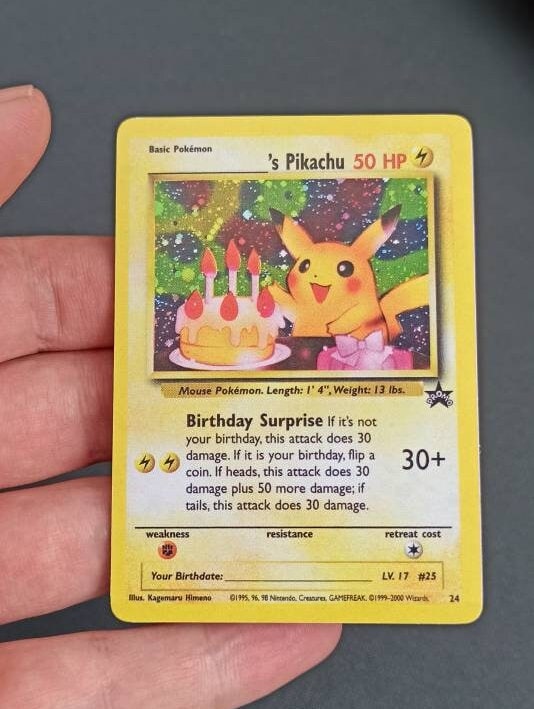 Basic Pokémon
_____'s Pikachu 50 HP
Mouse Pokémon. Length: 1' 4", Weight: 13 lbs.
PROMO
Birthday Surprise If it's not
your birthday, this attack does 30
damage. If it is your birthday, flip a
coin. If heads, this attack does 30
damage plus 50 more damage; if
tails, this attack does 30 damage.
30+
weakness resistance retreat cost
Your Birthdate:_____ LV. 17 #25
Illus. Kagemaru Himeno ©1995, 96, 98 Nintendo, Creatures, GAMEFREAK. ©1999-2000 Wizards. 24